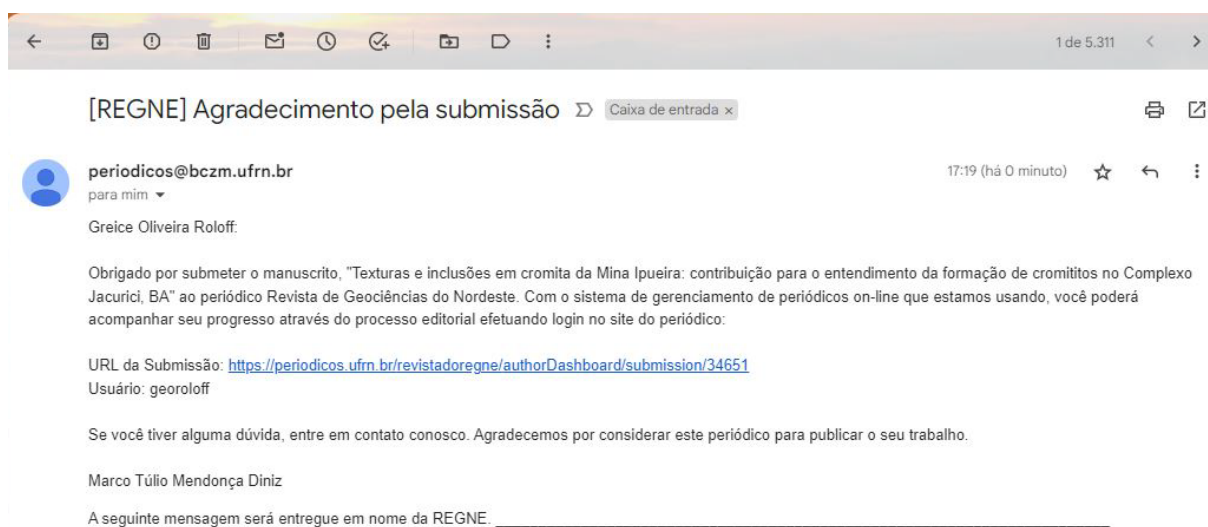 1 de 5.311
[REGNE] Agradecimento pela submissão Caixa de entrada x
periodicos@bczm.ufrn.br 17:19 (há 0 minuto)
para mim
Greice Oliveira Roloff:
Obrigado por submeter o manuscrito, "Texturas e inclusões em cromita da Mina Ipueira: contribuição para o entendimento da formação de cromititos no Complexo
Jacurici, BA" ao periódico Revista de Geociências do Nordeste. Com o sistema de gerenciamento de periódicos on-line que estamos usando, você poderá
acompanhar seu progresso através do processo editorial efetuando login no site do periódico:
URL da Submissão: https://periodicos.ufrn.br/revistadoregne/authorDashboard/submission/34651
Usuário: georoloff
Se você tiver alguma dúvida, entre em contato conosco. Agradecemos por considerar este periódico para publicar o seu trabalho.
Marco Túlio Mendonça Diniz
A seguinte mensagem será entregue em nome da REGNE. ________________